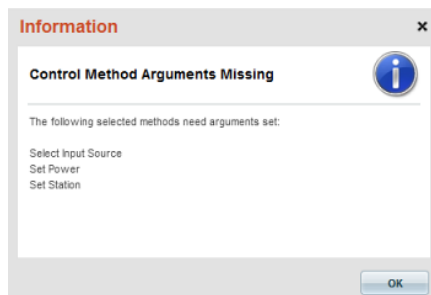 Information
Control Method Arguments Missing
The following selected methods need arguments set:
Select Input Source
Set Power
Set Station
OK